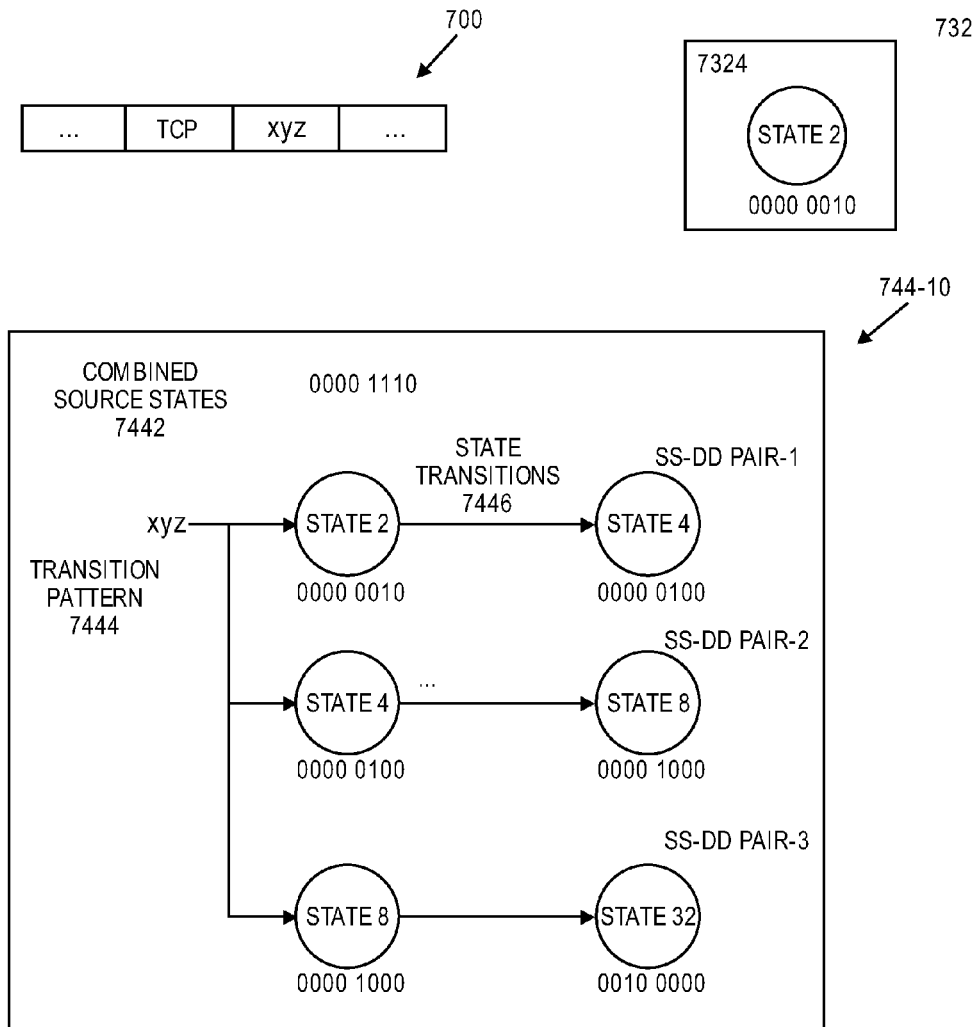 700
732
... TCP xyz ...
7324
STATE 2
0000 0010
744-10
COMBINED
SOURCE STATES
7442
0000 1110
STATE
TRANSITIONS
7446
SS-DD PAIR-1
xyz
STATE 2
STATE 4
0000 0010
0000 0100
TRANSITION
PATTERN
7444
SS-DD PAIR-2
...
STATE 4
STATE 8
0000 0100
0000 1000
SS-DD PAIR-3
STATE 8
STATE 32
0000 1000
0010 0000